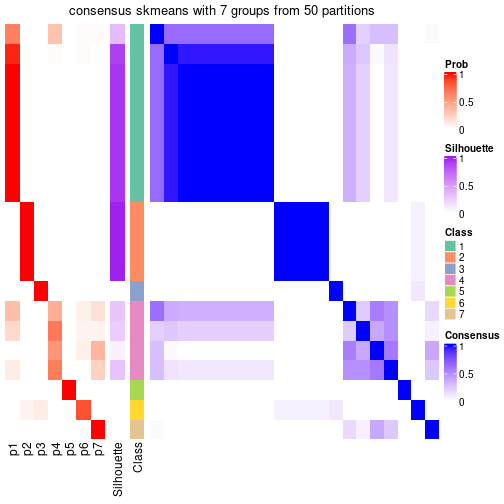 consensus skmeans with 7 groups from 50 partitions
Prob
1
0.5
0
Silhouette
1
0.5
0
Class
1
2
3
4
5
6
7
Consensus
1
0.5
0
p1
p2
p3
p4
p5
p6
p7
Silhouette
Class